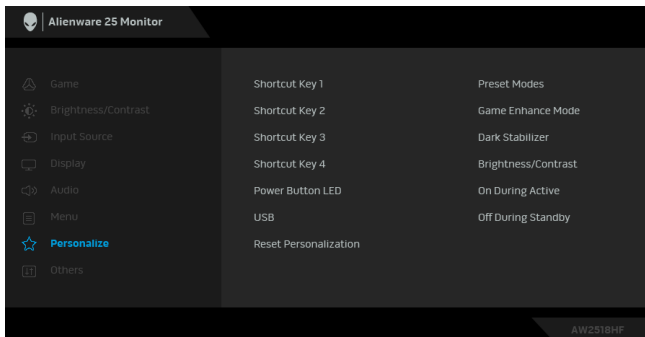 Alienware 25 Monitor
Game
Brightness/Contrast
Input Source
Display
Audio
Menu
Personalize
Others
Shortcut Key 1 Preset Modes
Shortcut Key 2 Game Enhance Mode
Shortcut Key 3 Dark Stabilizer
Shortcut Key 4 Brightness/Contrast
Power Button LED On During Active
USB Off During Standby
Reset Personalization
AW2518HF